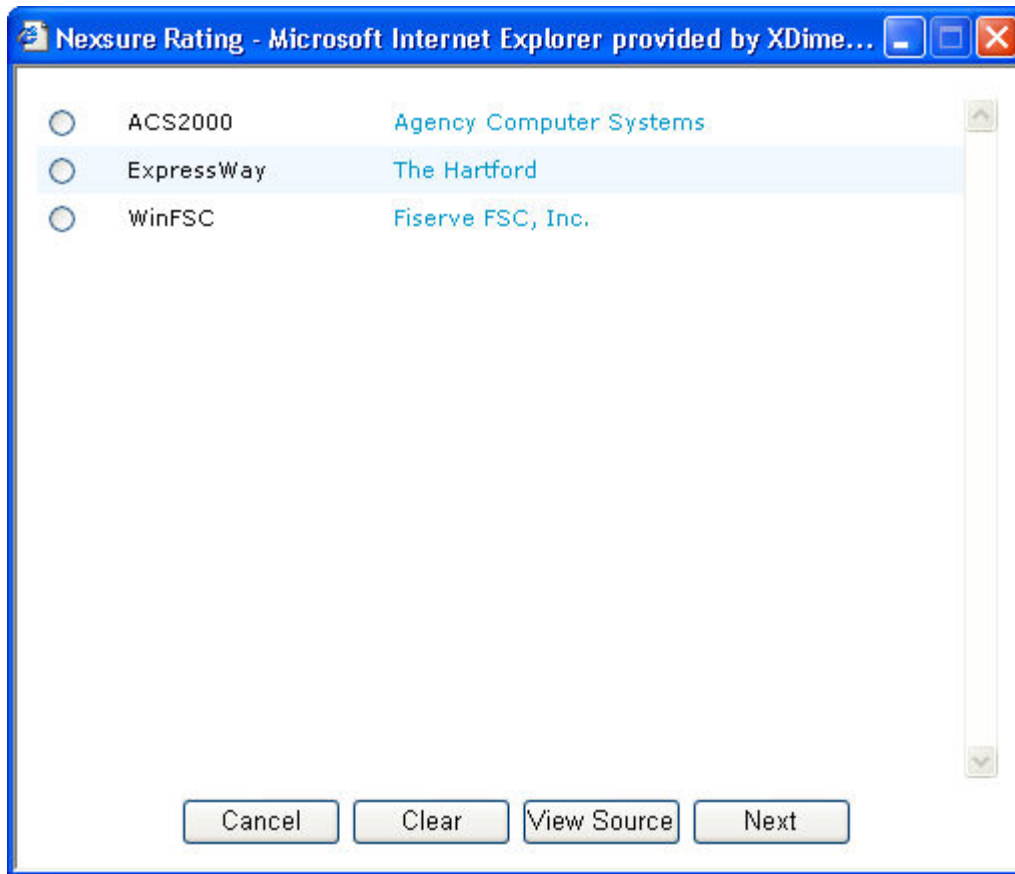 Nexsure Rating - Microsoft Internet Explorer provided by XDime...
ACS2000 Agency Computer Systems
ExpressWay The Hartford
WinFSC Fiserve FSC, Inc.
Cancel Clear View Source Next